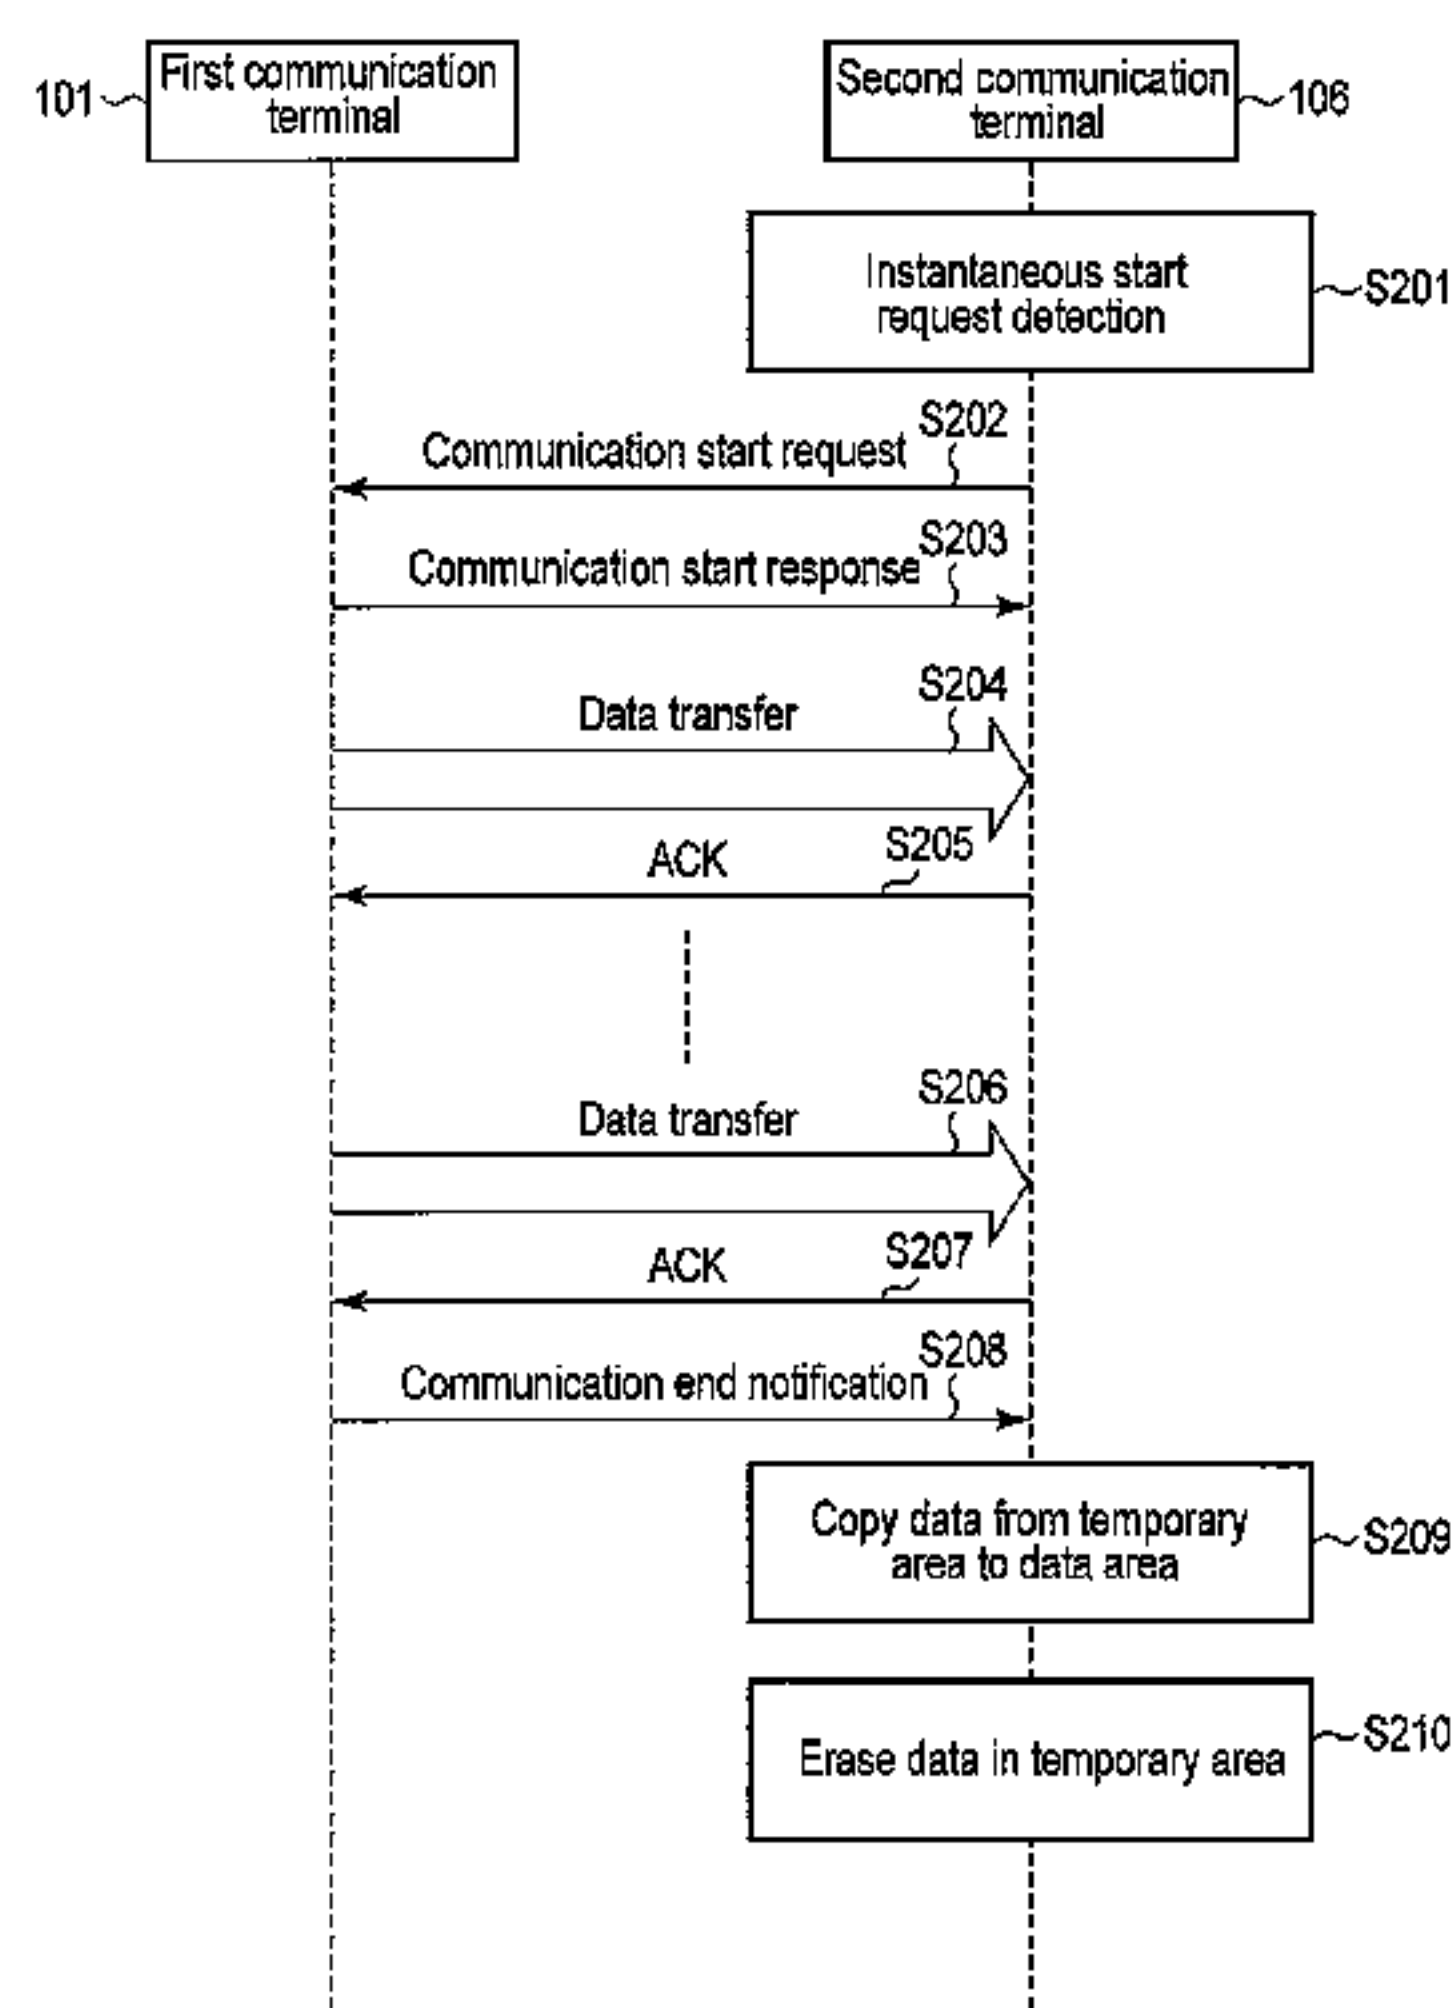 101
First communication
terminal
Second communication
terminal
106
Instantaneous start
request detection
S201
S202
Communication start request
S203
Communication start response
S204
Data transfer
S205
ACK
S206
Data transfer
S207
ACK
S208
Communication end notification
Copy data from temporary
area to data area
S209
Erase data in temporary area
S210